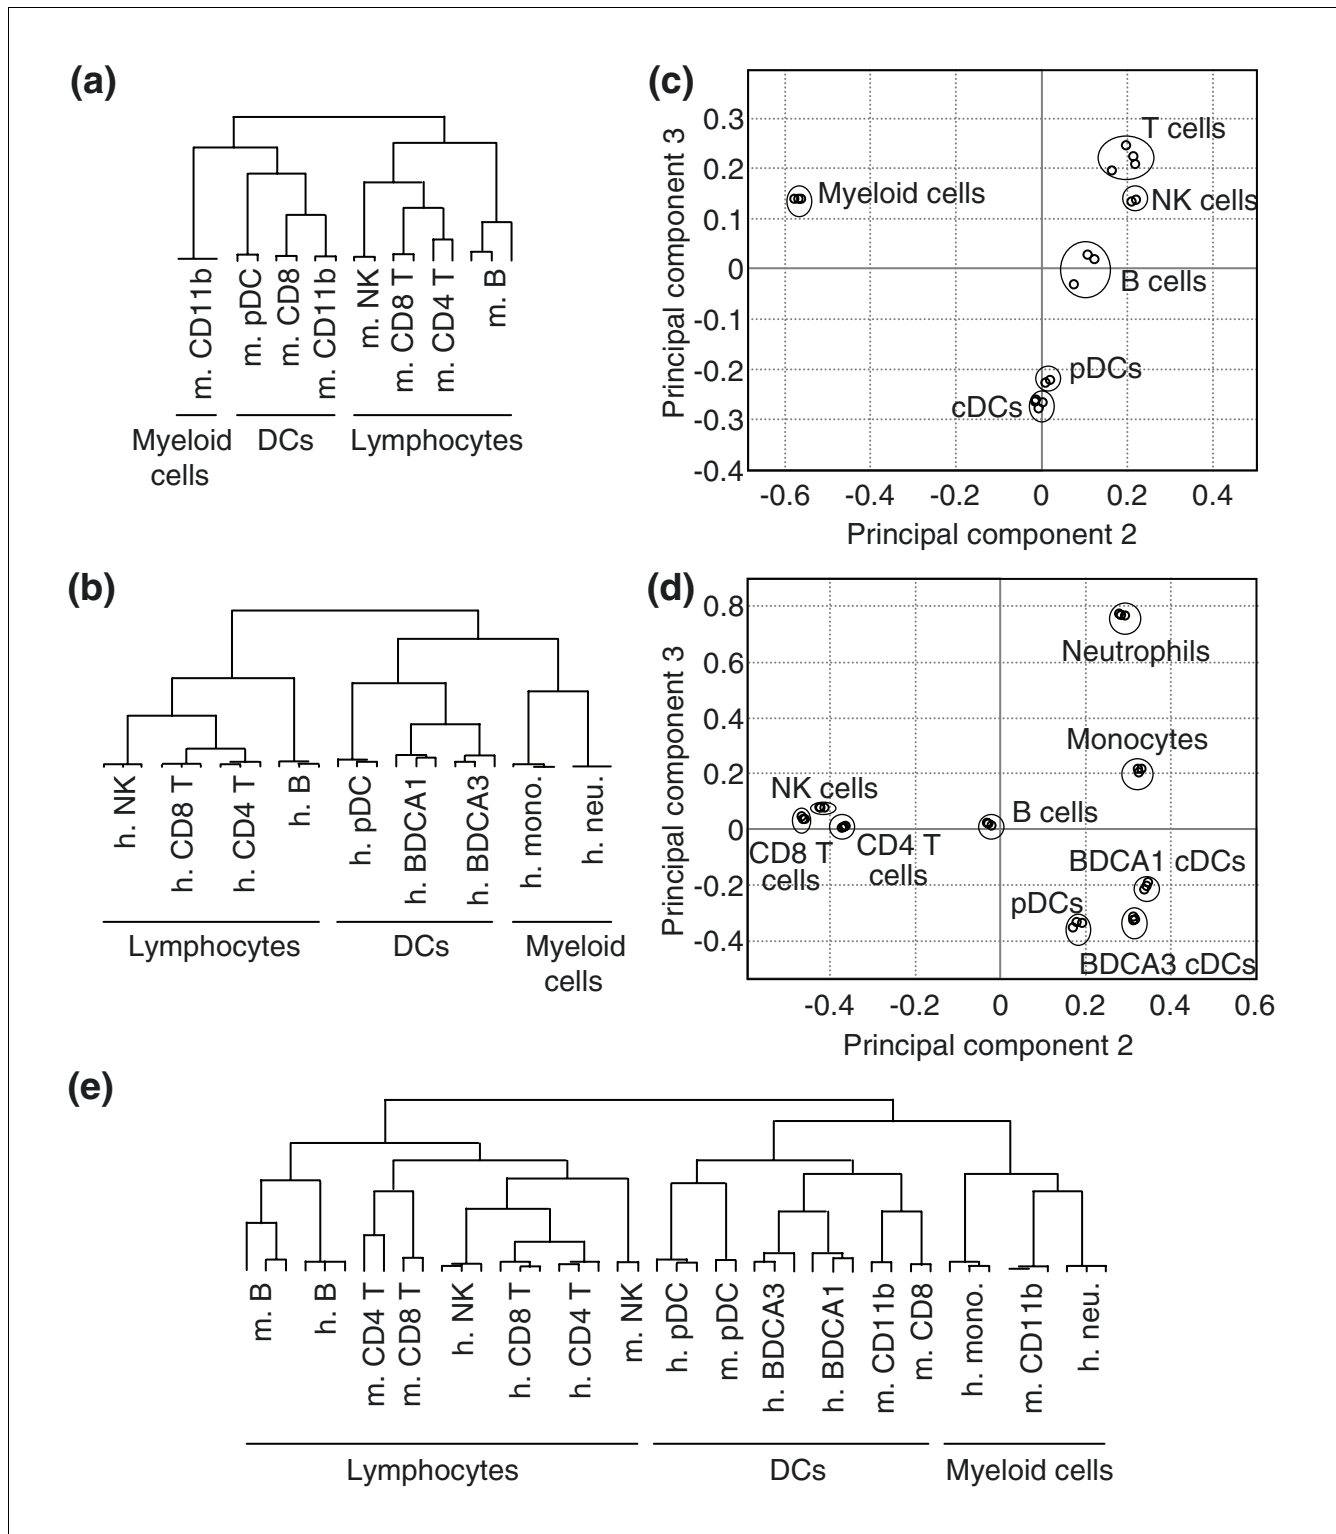 (a)
m. CD11b
m. pDC
m. CD8
m. CD11b
m. NK
m. CD8 T
m. CD4 T
m. B
Myeloid
cells
DCs
Lymphocytes
(c)
Principal component 3
0.3
0.2
0.1
0
-0.1
-0.2
-0.3
-0.4
T cells
Myeloid cells
NK cells
B cells
pDCs
cDCs
-0.6
-0.4
-0.2
0
0.2
0.4
Principal component 2
(b)
h. NK
h. CD8 T
h. CD4 T
h. B
h. pDC
h. BDCA1
h. BDCA3
h. mono.
h. neu.
Lymphocytes
DCs
Myeloid
cells
(d)
Principal component 3
0.8
0.6
0.4
0.2
0
-0.2
-0.4
Neutrophils
Monocytes
NK cells
B cells
CD8 T
cells
CD4 T
cells
BDCA1 cDCs
pDCs
BDCA3 cDCs
-0.4
-0.2
0
0.2
0.4
0.6
Principal component 2
(e)
m. B
h. B
m. CD4 T
m. CD8 T
h. NK
h. CD8 T
h. CD4 T
m. NK
h. pDC
m. pDC
h. BDCA3
h. BDCA1
m. CD11b
m. CD8
h. mono.
m. CD11b
h. neu.
Lymphocytes
DCs
Myeloid cells